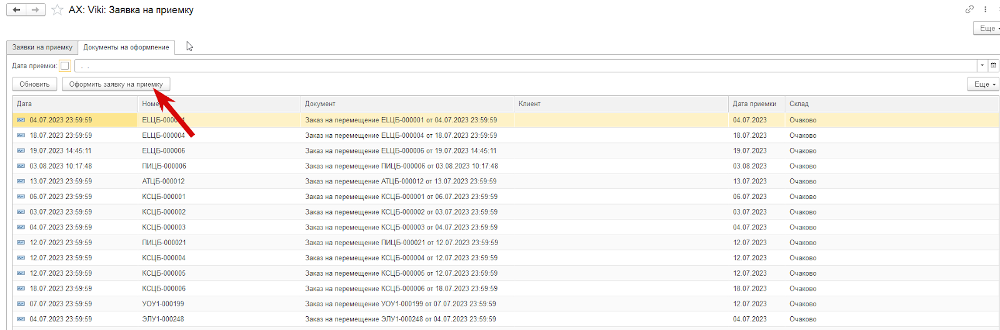 AX: Viki: Заявка на приемку
Еще
Заявки на приемку Документы на оформление
Дата приемки: . .
Обновить Оформить заявку на приемку Еще
Дата Номер Документ Клиент Дата приемки Склад
04.07.2023 23:59:59 ЕLЦБ-000001 Заказ на перемещение ЕLЦБ-000001 от 04.07.2023 23:59:59 04.07.2023 Очаково
18.07.2023 23:59:59 ЕLЦБ-000004 Заказ на перемещение ЕLЦБ-000004 от 18.07.2023 23:59:59 18.07.2023 Очаково
19.07.2023 14:45:11 ЕLЦБ-000006 Заказ на перемещение ЕLЦБ-000006 от 19.07.2023 14:45:11 19.07.2023 Очаково
03.08.2023 10:17:48 ПИЦБ-000006 Заказ на перемещение ПИЦБ-000006 от 03.08.2023 10:17:48 03.08.2023 Очаково
13.07.2023 23:59:59 АТЦБ-000012 Заказ на перемещение АТЦБ-000012 от 13.07.2023 23:59:59 13.07.2023 Очаково
06.07.2023 23:59:59 КСЦБ-000001 Заказ на перемещение КСЦБ-000001 от 06.07.2023 23:59:59 06.07.2023 Очаково
03.07.2023 23:59:59 КСЦБ-000002 Заказ на перемещение КСЦБ-000002 от 03.07.2023 23:59:59 03.07.2023 Очаково
04.07.2023 23:59:59 КСЦБ-000003 Заказ на перемещение КСЦБ-000003 от 04.07.2023 23:59:59 04.07.2023 Очаково
12.07.2023 23:59:59 ПИЦБ-000021 Заказ на перемещение ПИЦБ-000021 от 12.07.2023 23:59:59 12.07.2023 Очаково
12.07.2023 23:59:59 КСЦБ-000004 Заказ на перемещение КСЦБ-000004 от 12.07.2023 23:59:59 12.07.2023 Очаково
12.07.2023 23:59:59 КСЦБ-000005 Заказ на перемещение КСЦБ-000005 от 12.07.2023 23:59:59 12.07.2023 Очаково
18.07.2023 23:59:59 КСЦБ-000006 Заказ на перемещение КСЦБ-000006 от 18.07.2023 23:59:59 18.07.2023 Очаково
07.07.2023 23:59:59 УОУ1-000199 Заказ на перемещение УОУ1-000199 от 07.07.2023 23:59:59 12.07.2023 Очаково
04.07.2023 23:59:59 ЭЛУ1-000248 Заказ на перемещение ЭЛУ1-000248 от 04.07.2023 23:59:59 04.07.2023 Очаково